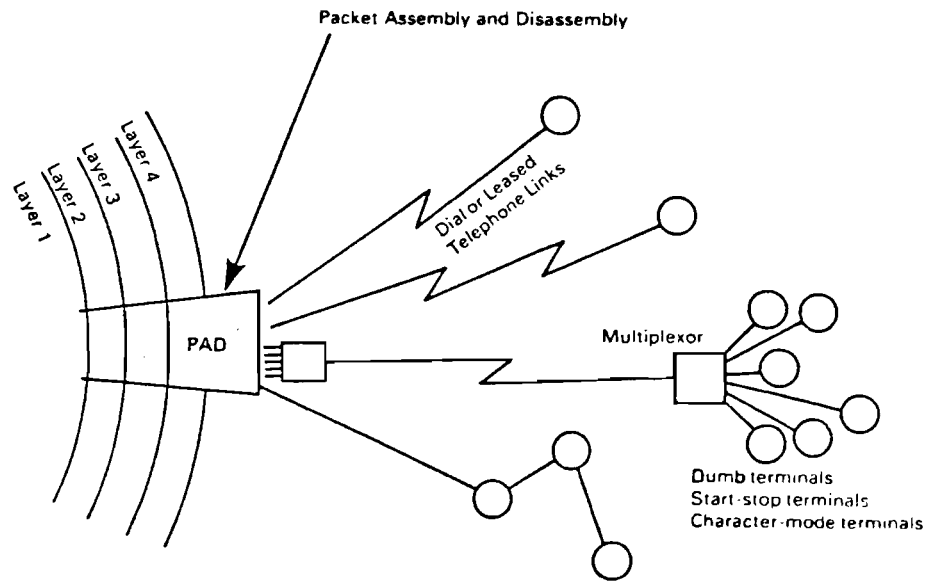 Packet Assembly and Disassembly
Layer 1
Layer 2
Layer 3
Layer 4
Dial or Leased
Telephone Links
PAD
Multiplexor
Dumb terminals
Start-stop terminals
Character-mode terminals